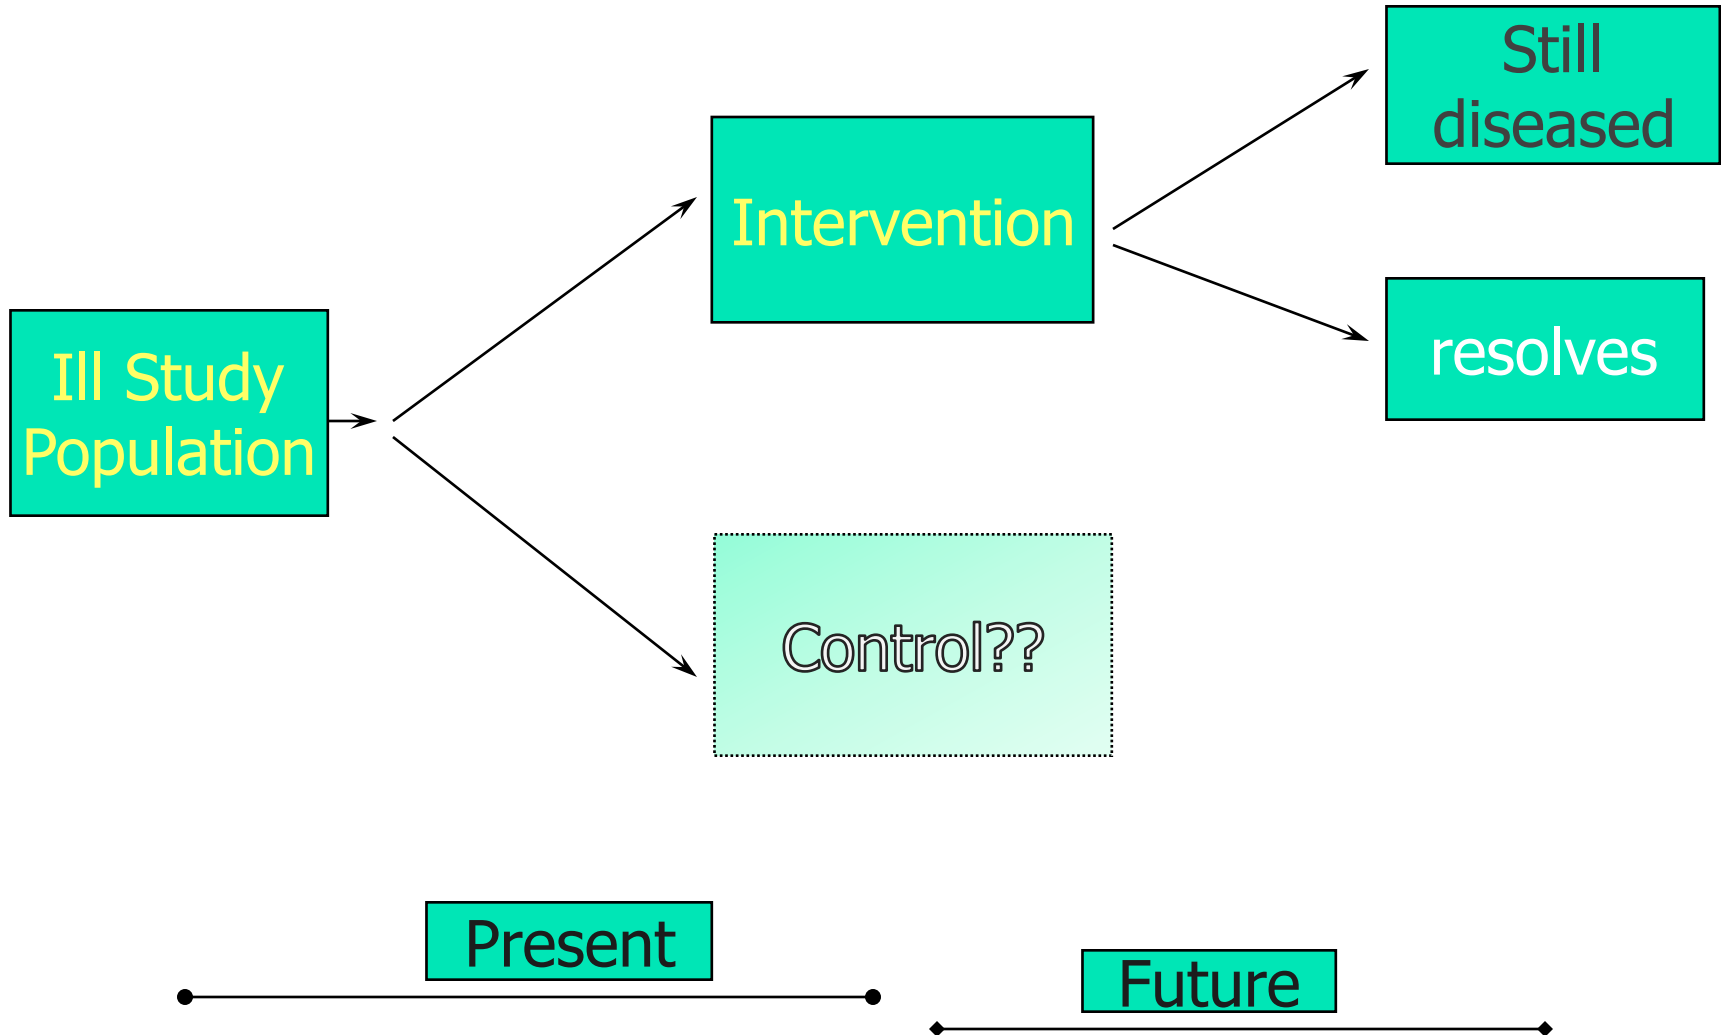 Still
diseased
Intervention
resolves
Ill Study
Population
Control??
Present
Future